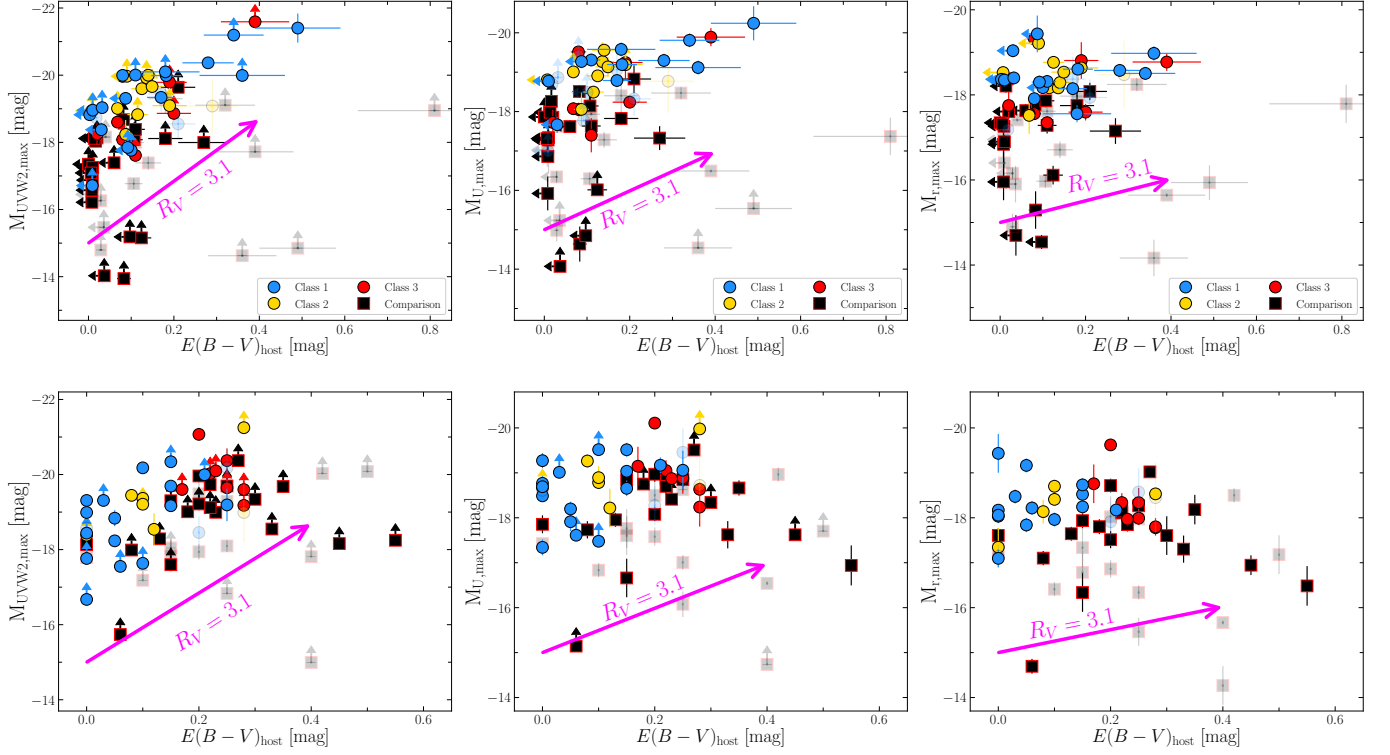 M_UVW2,max [mag]
−22
−20
−18
−16
−14
R_V = 3.1
Class 1
Class 2
Class 3
Comparison
0.0 0.2 0.4 0.6 0.8
E(B − V)_host [mag]
M_U,max [mag]
−20
−18
−16
−14
R_V = 3.1
Class 1
Class 2
Class 3
Comparison
0.0 0.2 0.4 0.6 0.8
E(B − V)_host [mag]
M_r,max [mag]
−20
−18
−16
−14
R_V = 3.1
Class 1
Class 2
Class 3
Comparison
0.0 0.2 0.4 0.6 0.8
E(B − V)_host [mag]
M_UVW2,max [mag]
−22
−20
−18
−16
−14
R_V = 3.1
0.0 0.2 0.4 0.6
E(B − V)_host [mag]
M_U,max [mag]
−20
−18
−16
−14
R_V = 3.1
0.0 0.2 0.4 0.6
E(B − V)_host [mag]
M_r,max [mag]
−20
−18
−16
−14
R_V = 3.1
0.0 0.2 0.4 0.6
E(B − V)_host [mag]